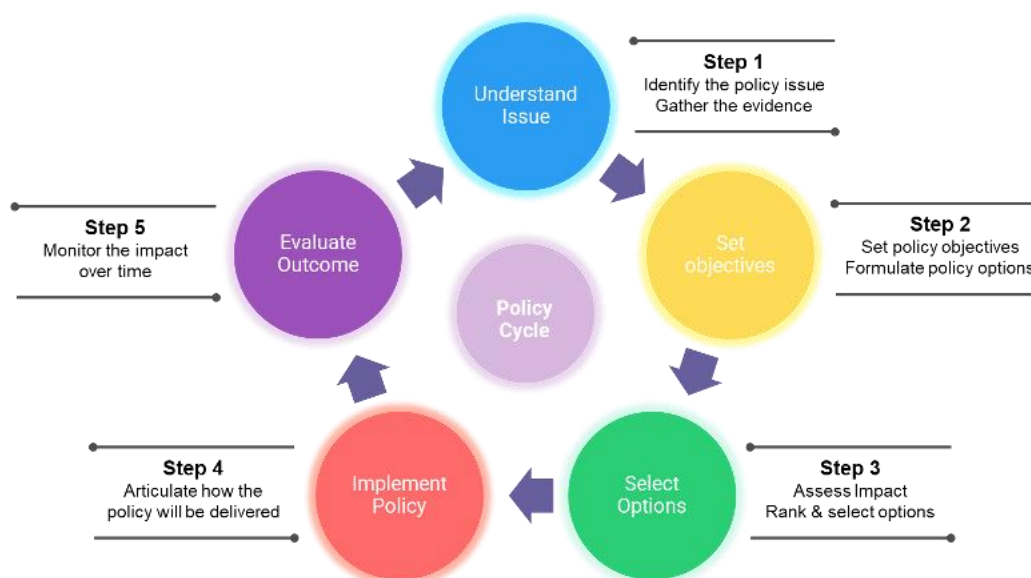 Understand
Issue
Step 1
Identify the policy issue
Gather the evidence
Set
objectives
Step 2
Set policy objectives
Formulate policy options
Select
Options
Step 3
Assess Impact
Rank & select options
Implement
Policy
Step 4
Articulate how the
policy will be delivered
Evaluate
Outcome
Step 5
Monitor the impact
over time
Policy
Cycle